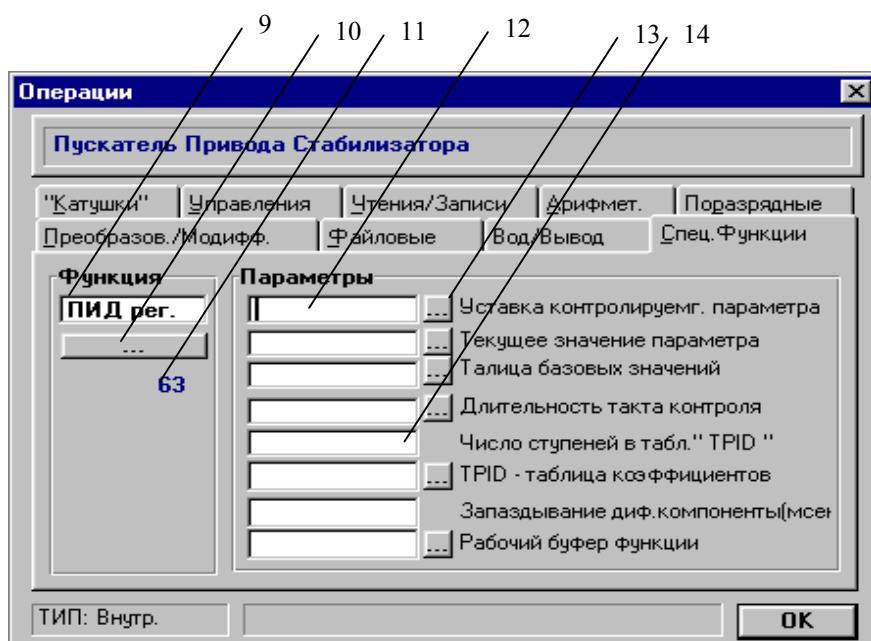 9 10 11 12 13 14
Операции
Пускатель Привода Стабилизатора
"Катушки" Управления Чтения/Записи Арифмет. Поразрядные
Преобразов./Модифф. Файловые Вод/Вывод Спец.Функции
Функция
ПИД рег.
...
63
Параметры
... Уставка контролируемг. параметра
... Текущее значение параметра
... Талица базовых значений
... Длительность такта контроля
Число ступеней в табл." TPID "
... TPID - таблица коэффициентов
Запаздывание диф.компоненты(мсен
... Рабочий буфер функции
ТИП: Внутр.
OK